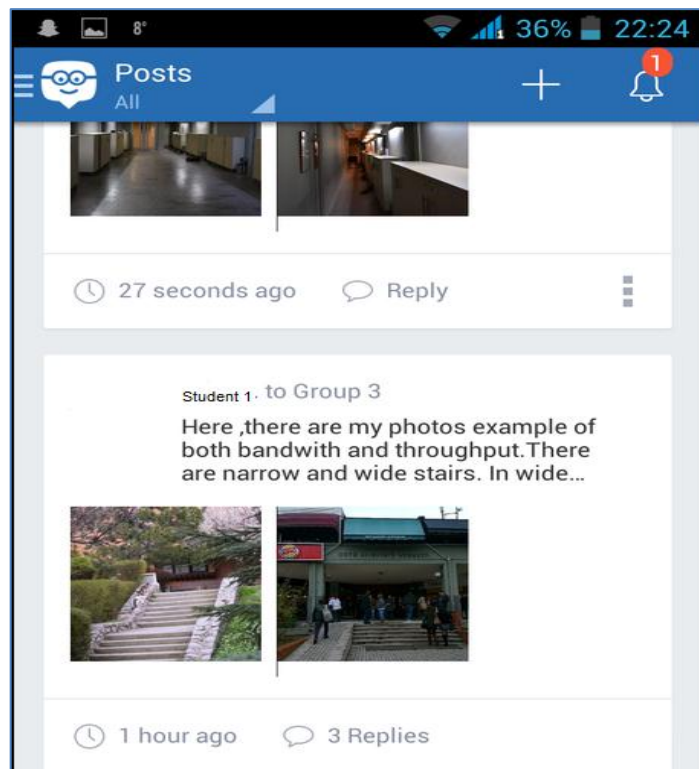 8°
36%
22:24
Posts
All
1
27 seconds ago
Reply
Student 1. to Group 3
Here ,there are my photos example of
both bandwith and throughput.There
are narrow and wide stairs. In wide...
1 hour ago
3 Replies